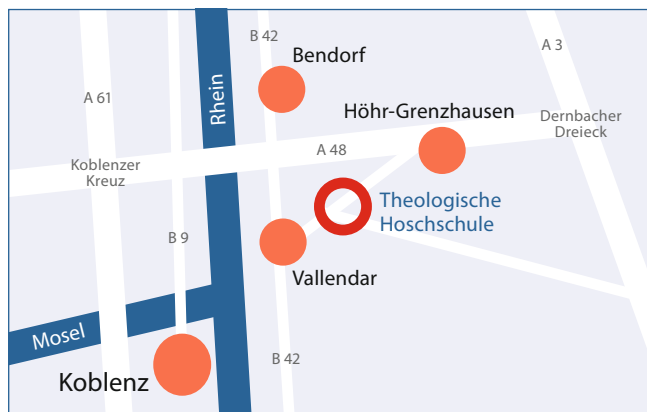 B 42
A 3
Bendorf
A 61
Rhein
Höhr-Grenzhausen
Dernbacher
Dreieck
A 48
Koblenzer
Kreuz
Theologische
Hoschschule
B 9
Vallendar
Mosel
B 42
Koblenz